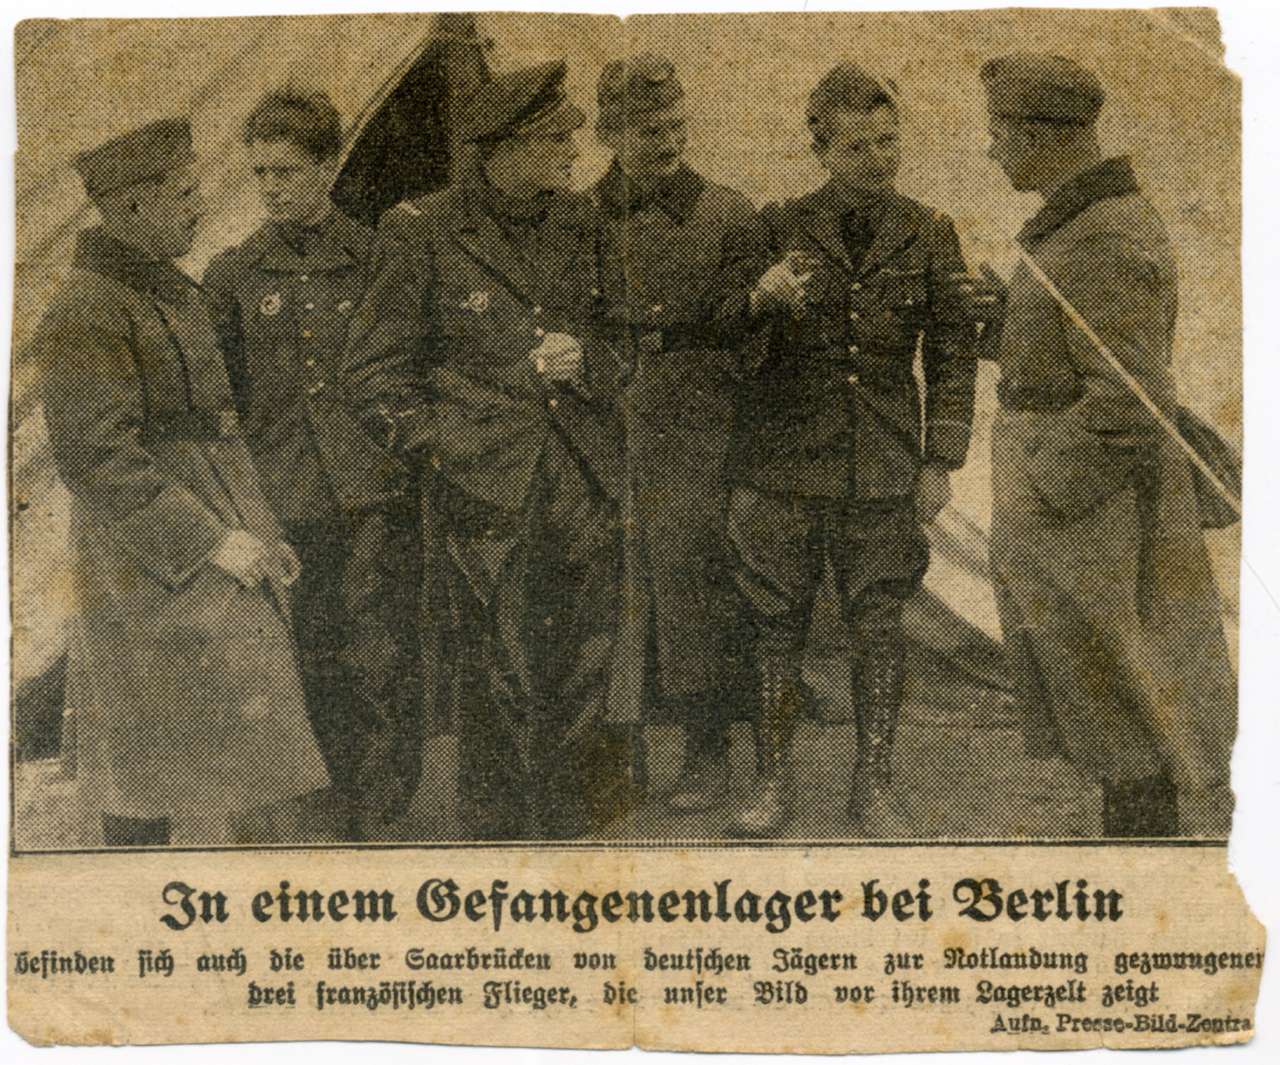 In einem Gefangenenlager bei Berlin
befinden sich auch die über Saarbrücken von deutschen Jägern zur Notlandung gezwungenen
drei französischen Flieger, die unser Bild vor ihrem Lagerzelt zeigt
Aufn. Presse-Bild-Zentra